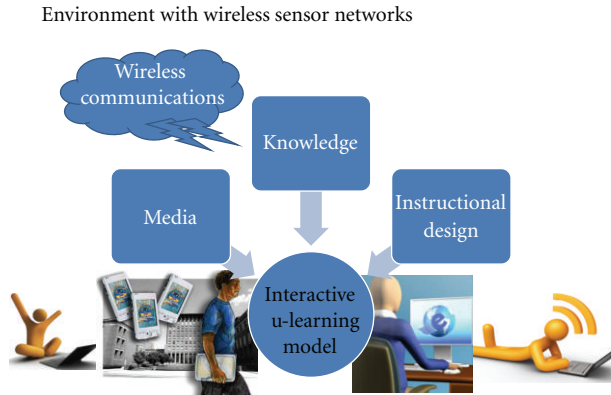 Environment with wireless sensor networks
Wireless
communications
Knowledge
Media
Instructional
design
Interactive
u-learning
model